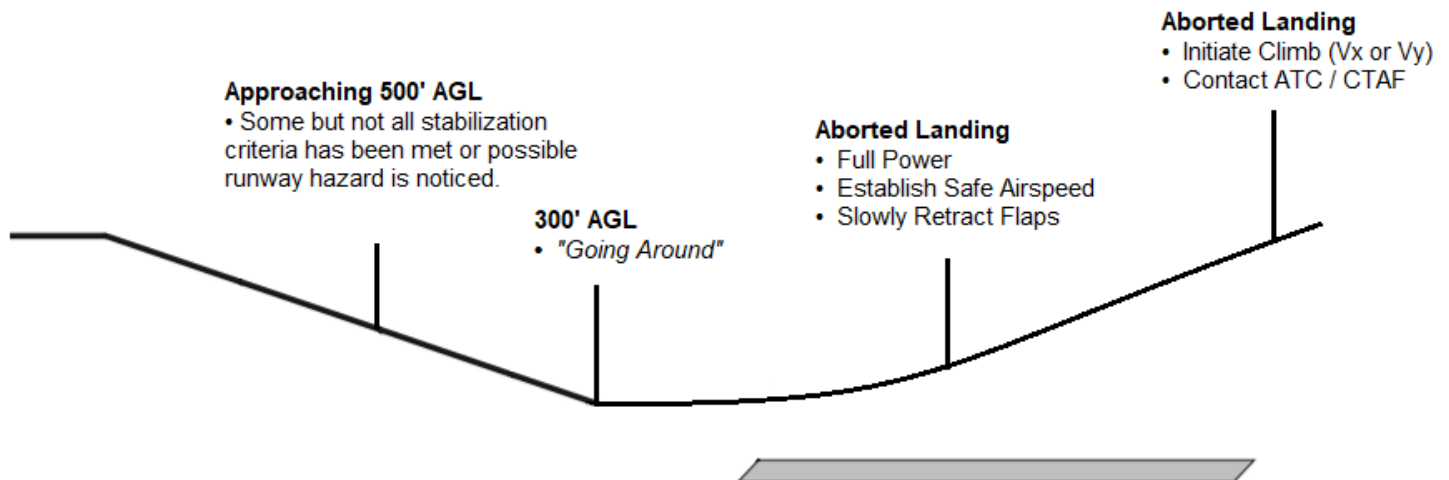 Approaching 500' AGL
• Some but not all stabilization
criteria has been met or possible
runway hazard is noticed.
300' AGL
• "Going Around"
Aborted Landing
• Full Power
• Establish Safe Airspeed
• Slowly Retract Flaps
Aborted Landing
• Initiate Climb (Vx or Vy)
• Contact ATC / CTAF